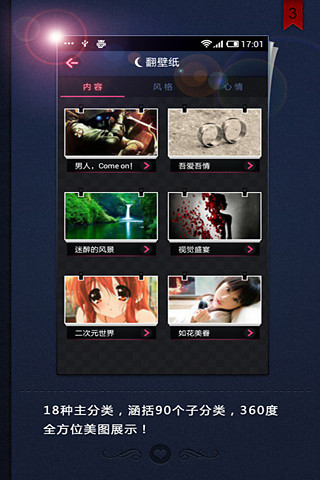 3
17:01
翻壁纸
内容 风格 心情
男人，Come on! 吾爱吾情
迷醉的风景 视觉盛宴
二次元世界 如花美眷
18种主分类，涵括90个子分类，360度
全方位美图展示！